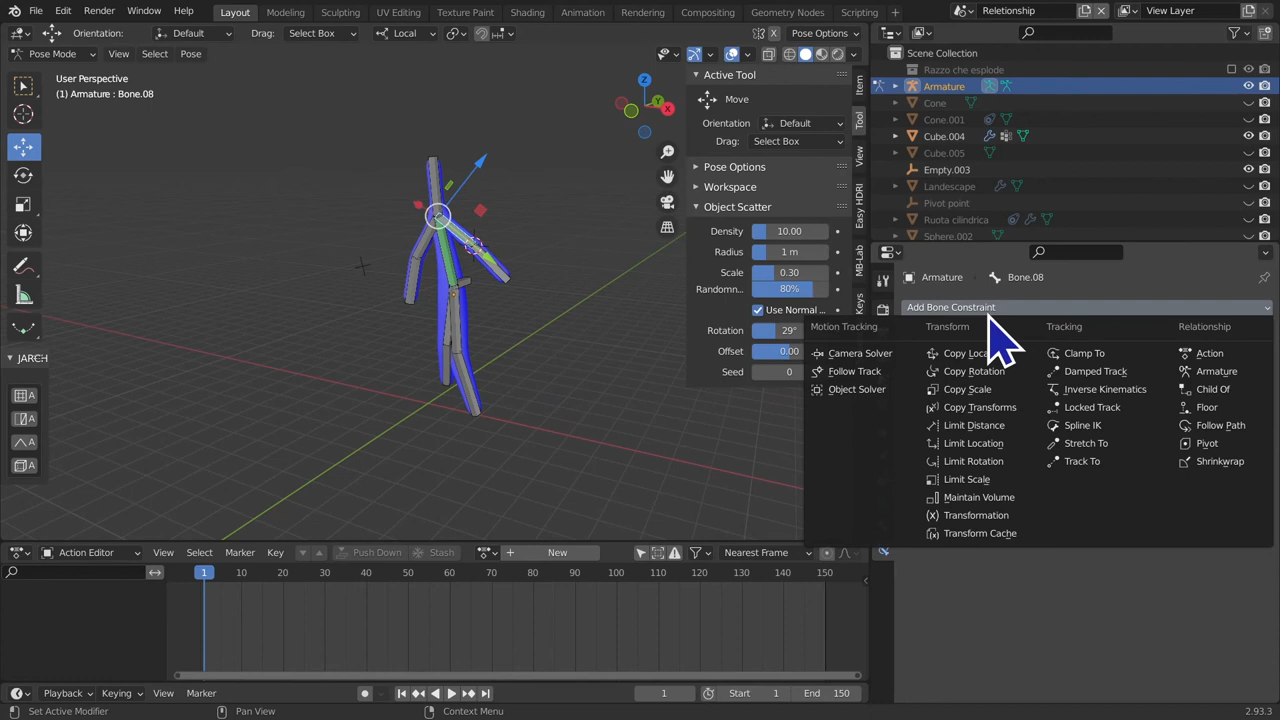 File Edit Render Window Help Layout Modeling Sculpting UV Editing Texture Paint Shading Animation Rendering Compositing Geometry Nodes Scripting + Relationship View Layer
Orientation: Default Drag: Select Box Local Pose Options
Pose Mode View Select Pose
User Perspective
(1) Armature : Bone.08
Z
Y
X
JARCH
A
A
A
A
Active Tool
Move
Orientation Default
Drag: Select Box
Pose Options
Workspace
Object Scatter
Density 10.00
Radius 1 m
Scale 0.30
Randomn... 80%
Use Normal ...
Rotation 29°
Offset 0.00
Seed 0
Item
Tool
View
Easy HDRI
MB-Lab
Keys
Scene Collection
Razzo che esplode
Armature
Cone
Cone.001
Cube.004
Cube.005
Empty.003
Landscape
Pivot point
Ruota cilindrica
Sphere.002
Armature Bone.08
Add Bone Constraint
Motion Tracking Transform Tracking Relationship
Camera Solver Copy Loca Clamp To Action
Follow Track Copy Rotation Damped Track Armature
Object Solver Copy Scale Inverse Kinematics Child Of
Copy Transforms Locked Track Floor
Limit Distance Spline IK Follow Path
Limit Location Stretch To Pivot
Limit Rotation Track To Shrinkwrap
Limit Scale
Maintain Volume
Transformation
Transform Cache
Action Editor View Select Marker Key Push Down Stash New Nearest Frame
1 10 20 30 40 50 60 70 80 90 100 110 120 130 140 150
Playback Keying View Marker 1 Start 1 End 150
Set Active Modifier Pan View Context Menu 2.93.3